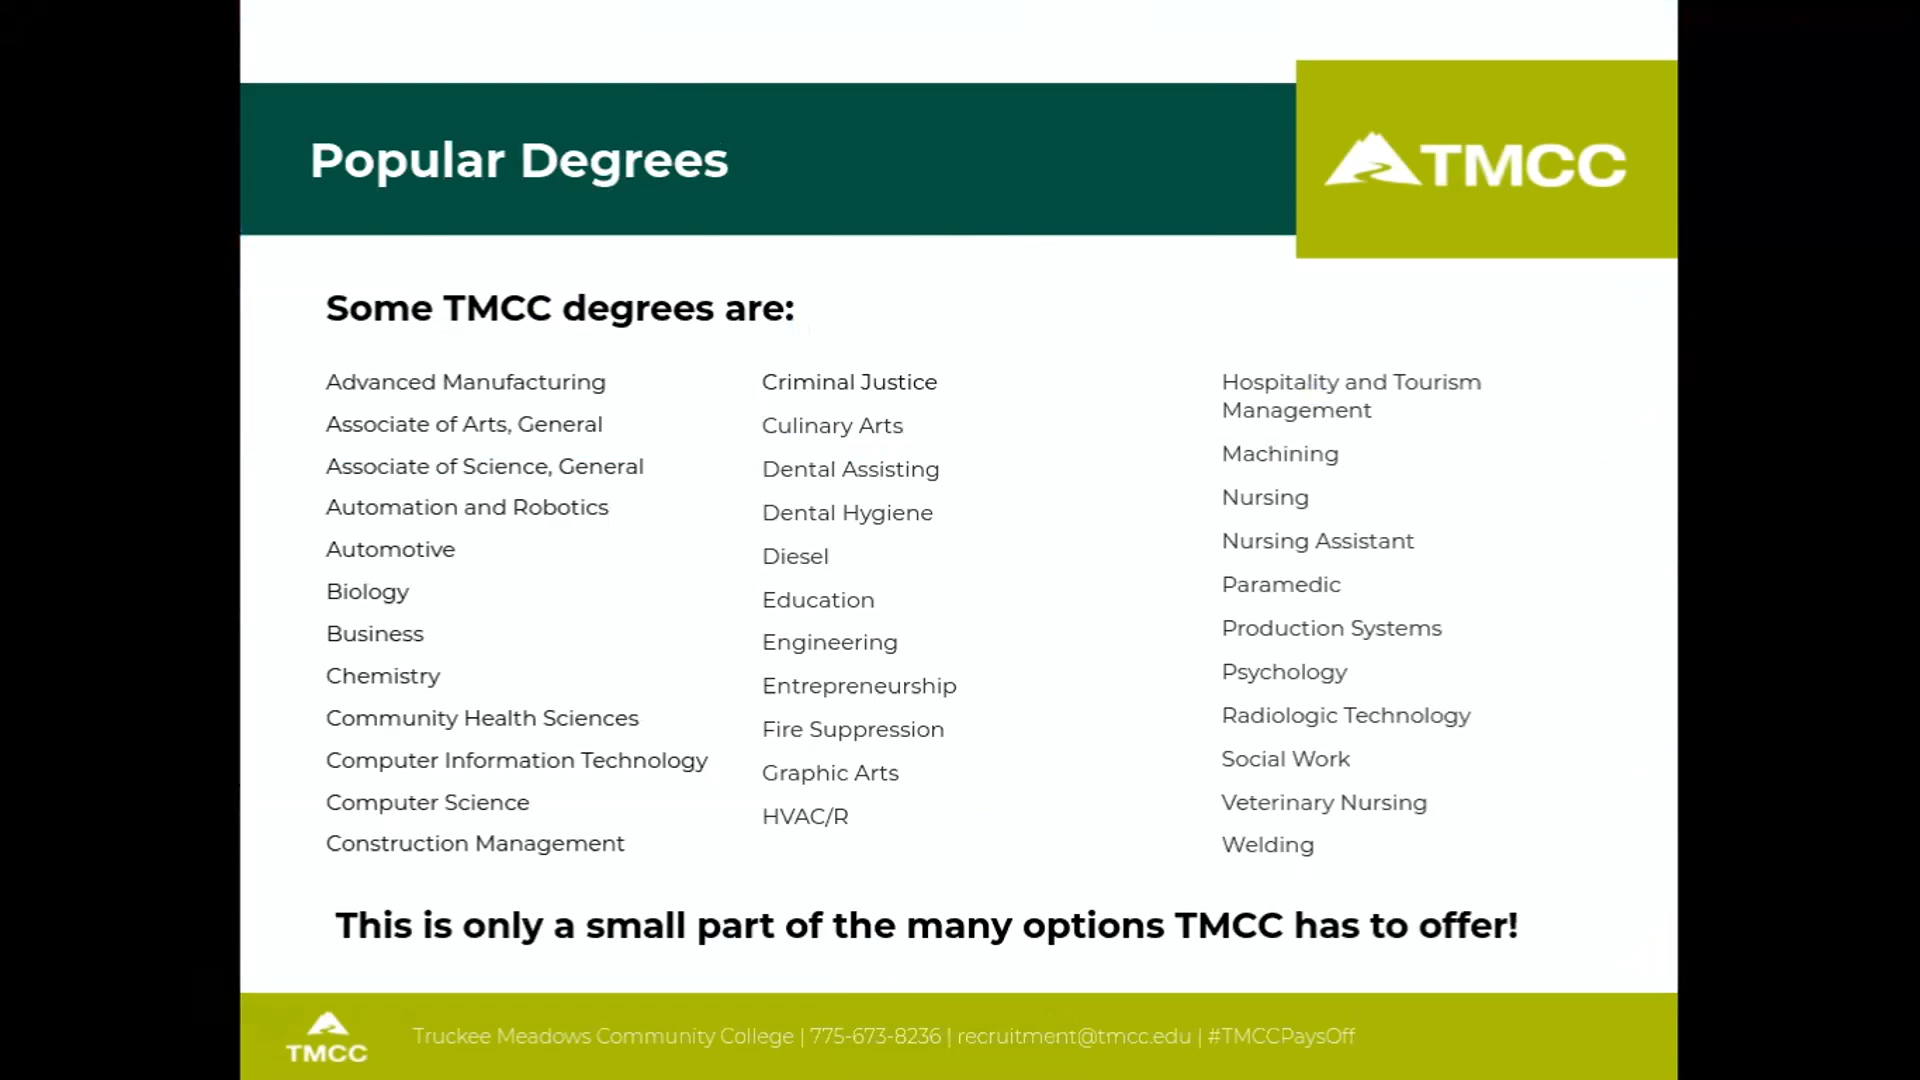 Popular Degrees
TMCC
Some TMCC degrees are:
Advanced Manufacturing
Associate of Arts, General
Associate of Science, General
Automation and Robotics
Automotive
Biology
Business
Chemistry
Community Health Sciences
Computer Information Technology
Computer Science
Construction Management
Criminal Justice
Culinary Arts
Dental Assisting
Dental Hygiene
Diesel
Education
Engineering
Entrepreneurship
Fire Suppression
Graphic Arts
HVAC/R
Hospitality and Tourism
Management
Machining
Nursing
Nursing Assistant
Paramedic
Production Systems
Psychology
Radiologic Technology
Social Work
Veterinary Nursing
Welding
This is only a small part of the many options TMCC has to offer!
TMCC
Truckee Meadows Community College | 775-673-8236 | recruitment@tmcc.edu | #TMCCPaysOff